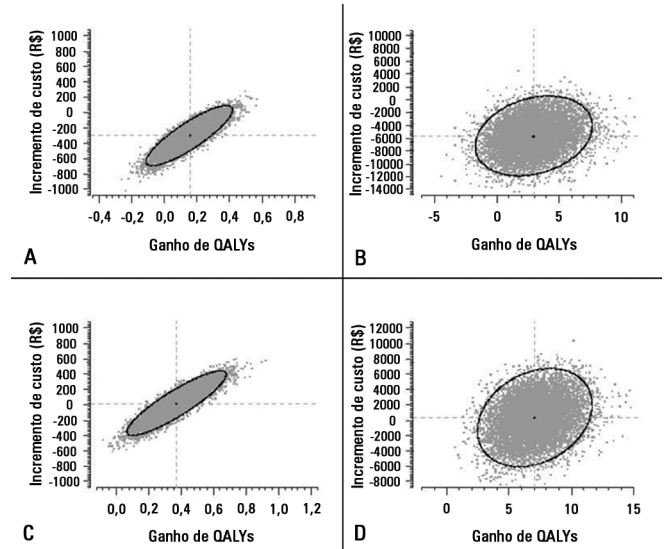 Incremento de custo (R$)
1000
800
600
400
200
0
-200
-400
-600
-800
-1000
-0,4 -0,2 0,0 0,2 0,4 0,6 0,8
Ganho de QALYs
A
Incremento de custo (R$)
10000
8000
6000
4000
2000
0
-2000
-4000
-6000
-8000
-10000
-12000
-14000
-5 0 5 10
Ganho de QALYs
B
Incremento de custo (R$)
1000
800
600
400
200
0
-200
-400
-600
-800
-1000
0,0 0,2 0,4 0,6 0,8 1,0 1,2
Ganho de QALYs
C
Incremento de custo (R$)
12000
10000
8000
6000
4000
2000
0
-2000
-4000
-6000
-8000
0 5 10 15
Ganho de QALYs
D